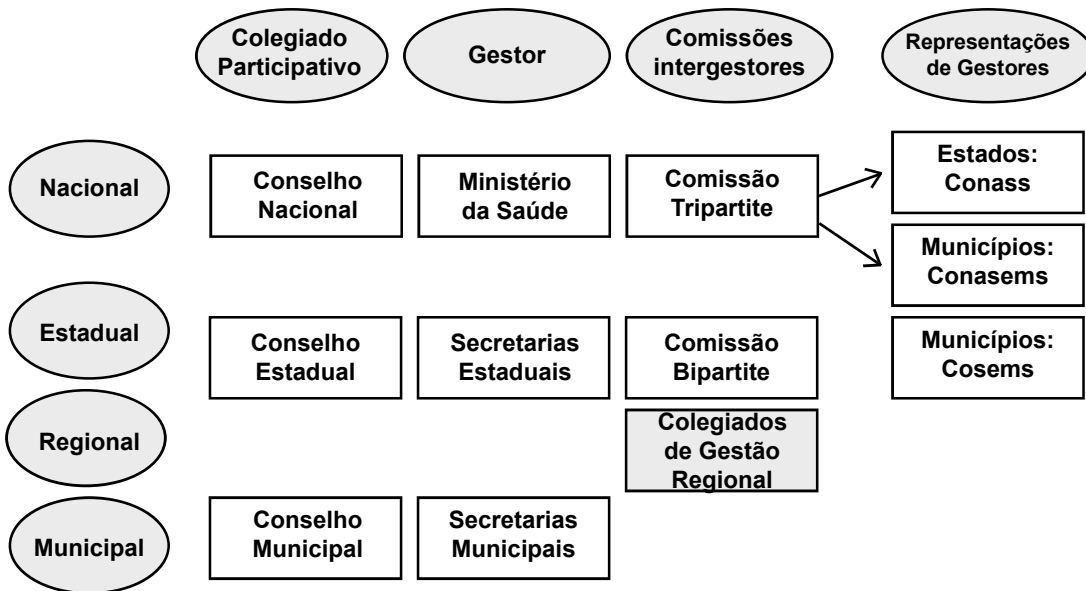 Colegiado
Participativo
Gestor
Comissões
intergestores
Representações
de Gestores
Nacional
Conselho
Nacional
Ministério
da Saúde
Comissão
Tripartite
Estados:
Conass
Municípios:
Conasems
Estadual
Conselho
Estadual
Secretarias
Estaduais
Comissão
Bipartite
Municípios:
Cosems
Regional
Colegiados
de Gestão
Regional
Municipal
Conselho
Municipal
Secretarias
Municipais